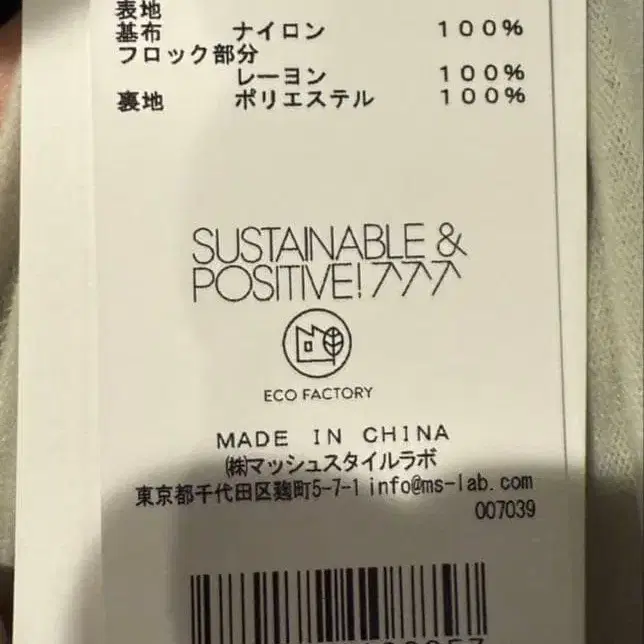 表地
基布 ナイロン 100%
フロック部分
レーヨン 100%
裏地 ポリエステル 100%
SUSTAINABLE &
POSITIVE!
ECO FACTORY
MADE IN CHINA
㈱マッシュスタイルラボ
東京都千代田区麹町5-7-1 info@ms-lab.com
007039